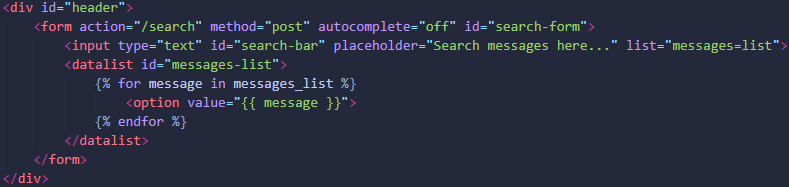 <div id="header">
    <form action="/search" method="post" autocomplete="off" id="search-form">
        <input type="text" id="search-bar" placeholder="Search messages here..." list="messages=list">
        <datalist id="messages-list">
            {% for message in messages_list %}
                <option value="{{ message }}">
            {% endfor %}
        </datalist>
    </form>
</div>